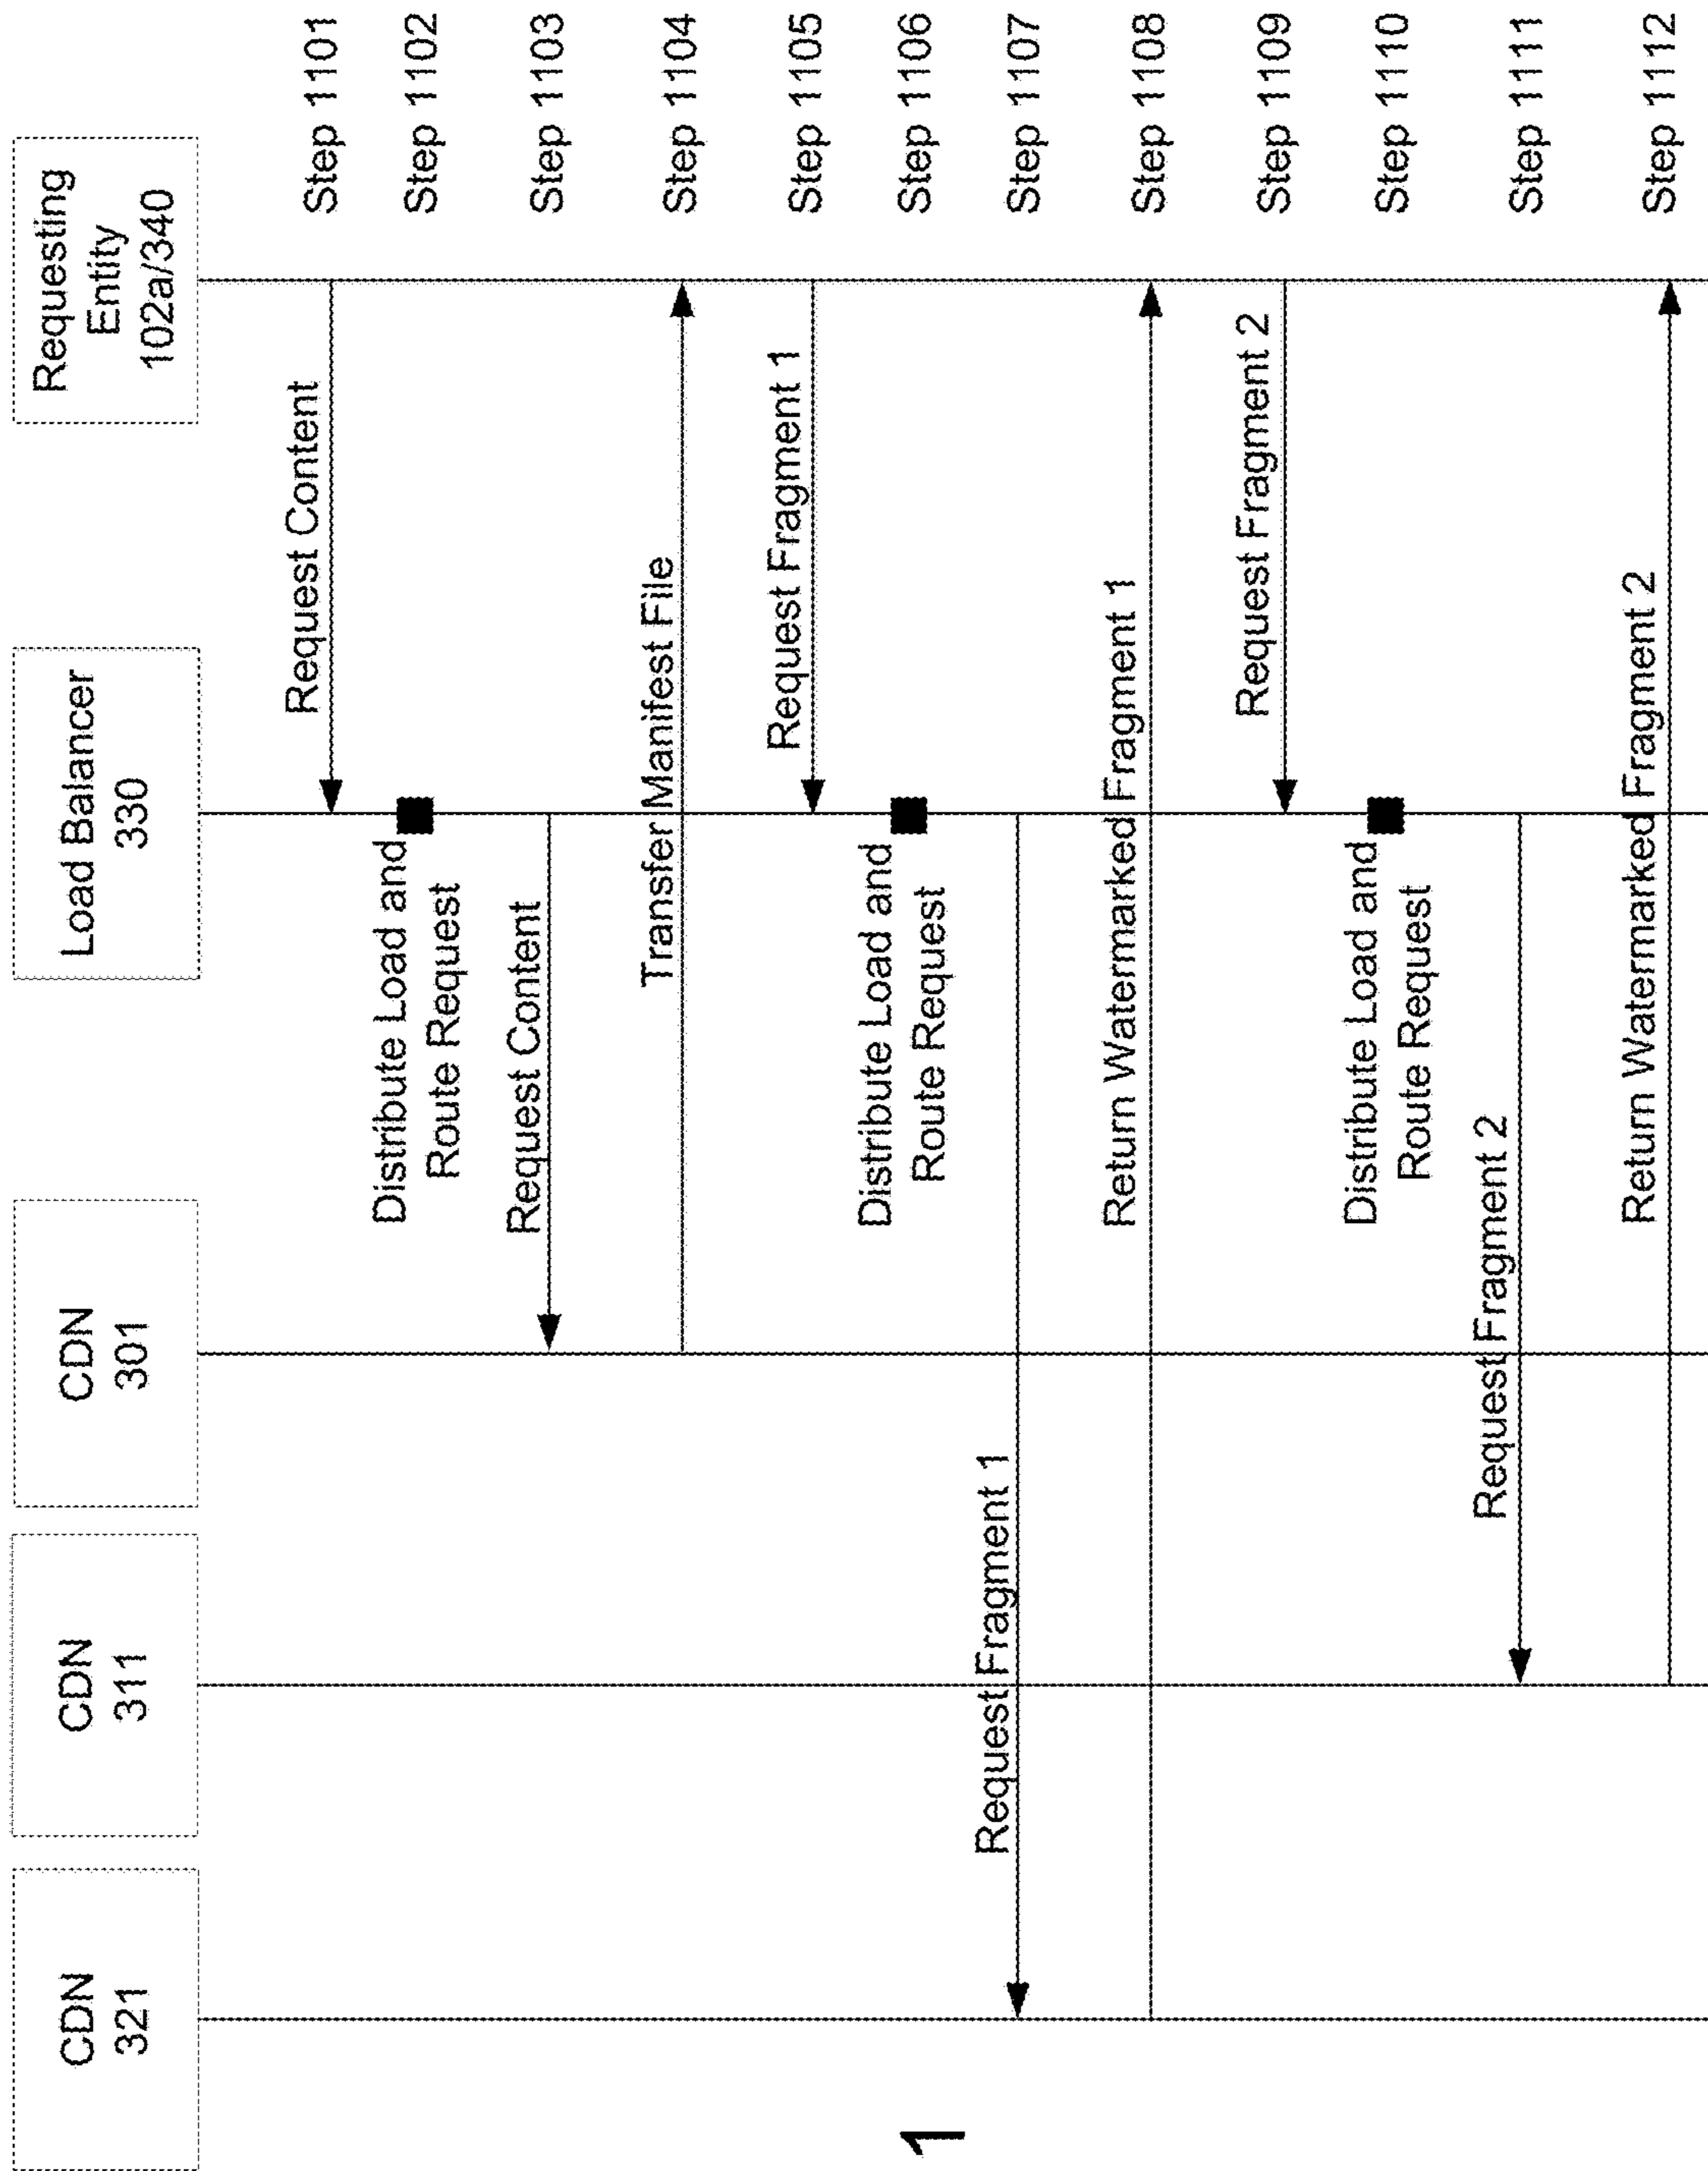 CDN
321
CDN
311
CDN
301
Load Balancer
330
Requesting
Entity
102a/340
Request Content
Step 1101
Distribute Load and
Route Request
Step 1102
Request Content
Step 1103
Transfer Manifest File
Step 1104
Request Fragment 1
Step 1105
Distribute Load and
Route Request
Step 1106
Request Fragment 1
Step 1107
Return Watermarked Fragment 1
Step 1108
Request Fragment 2
Step 1109
Distribute Load and
Route Request
Step 1110
Request Fragment 2
Step 1111
Return Watermarked Fragment 2
Step 1112
1